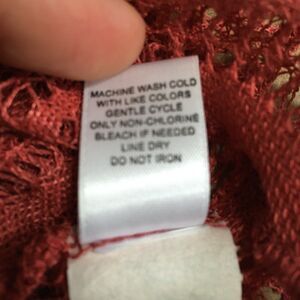 MACHINE WASH COLD
WITH LIKE COLORS
GENTLE CYCLE
ONLY NON-CHLORINE
BLEACH IF NEEDED
LINE DRY
DO NOT IRON